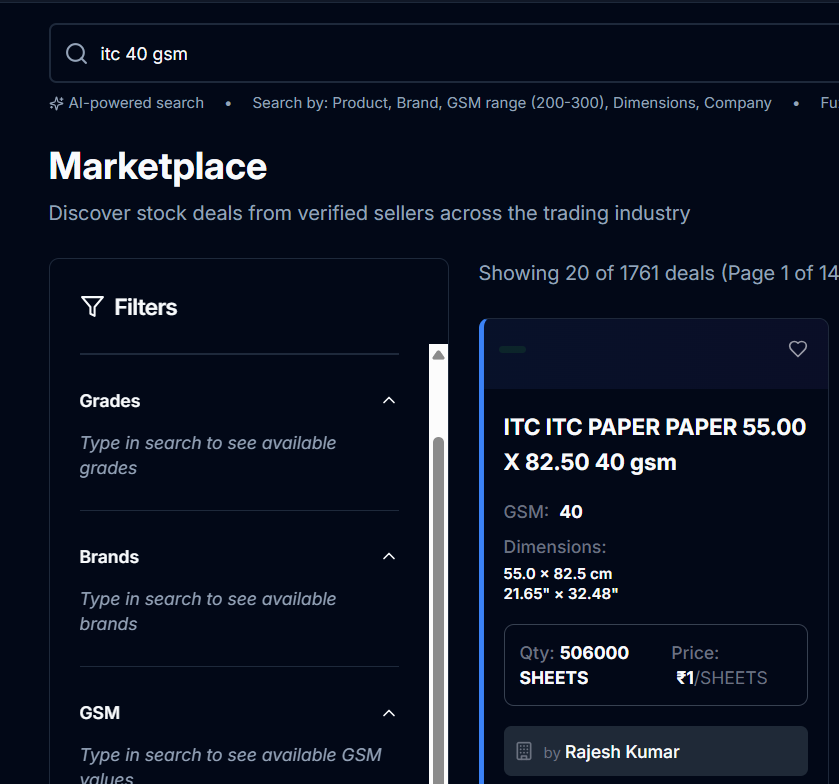 itc 40 gsm
AI-powered search • Search by: Product, Brand, GSM range (200-300), Dimensions, Company •
Marketplace
Discover stock deals from verified sellers across the trading industry
Filters
Grades
Type in search to see available
grades
Brands
Type in search to see available
brands
GSM
Type in search to see available GSM
values
Showing 20 of 1761 deals (Page 1 of 14
ITC ITC PAPER PAPER 55.00
X 82.50 40 gsm
GSM: 40
Dimensions:
55.0 × 82.5 cm
21.65" × 32.48"
Qty: 506000
SHEETS
Price:
₹1/SHEETS
by Rajesh Kumar